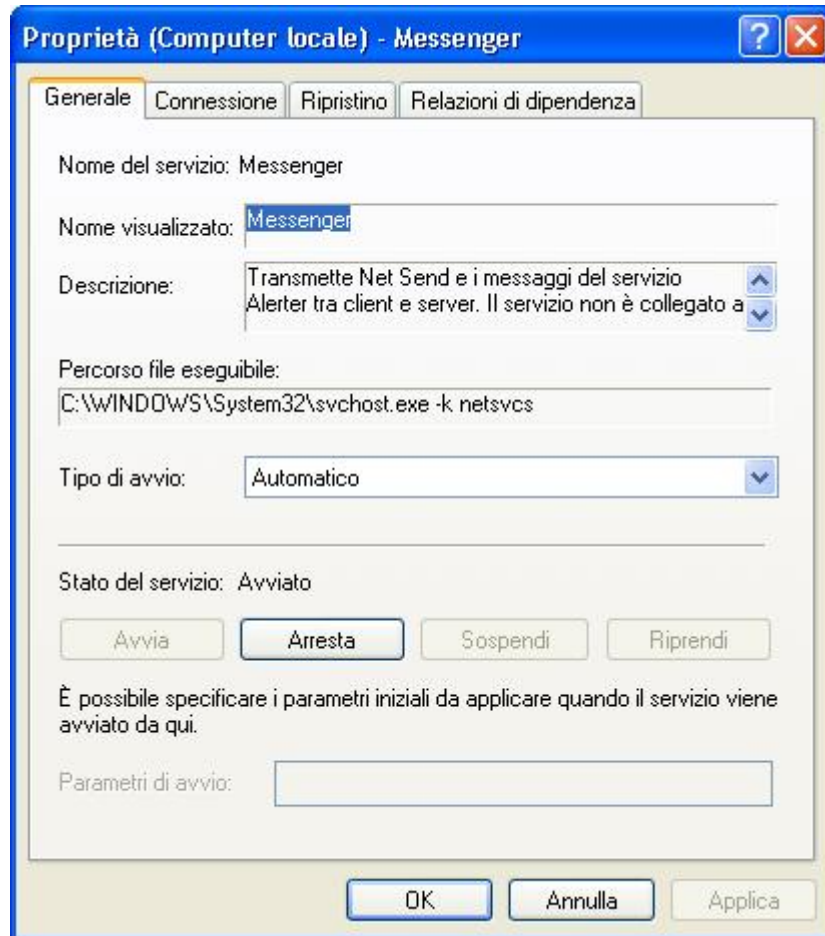 Proprietà (Computer locale) - Messenger
Generale Connessione Ripristino Relazioni di dipendenza
Nome del servizio: Messenger
Nome visualizzato: Messenger
Descrizione: Transmette Net Send e i messaggi del servizio
Alerter tra client e server. Il servizio non è collegato a
Percorso file eseguibile:
C:\WINDOWS\System32\svchost.exe -k netsvcs
Tipo di avvio: Automatico
Stato del servizio: Avviato
Avvia Arresta Sospendi Riprendi
È possibile specificare i parametri iniziali da applicare quando il servizio viene
avviato da qui.
Parametri di avvio:
OK Annulla Applica